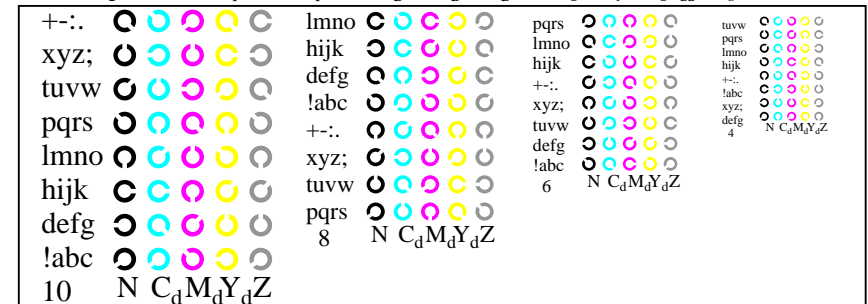 +-:.
xyz;
tuvw
pqrs
lmno
hijk
defg
!abc
10 N CdMdYdZ
lmno
hijk
defg
!abc
+-:.
xyz;
tuvw
pqrs
8 N CdMdYdZ
pqrs
lmno
hijk
+-:.
xyz;
tuvw
defg
!abc
6 N CdMdYdZ
tuvw
pqrs
lmno
hijk
+-:.
!abc
xyz;
defg
4 N CdMdYdZ